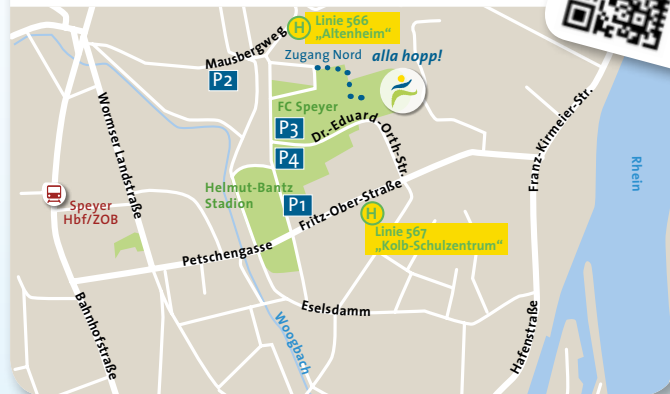 H
Linie 566
„Altenheim“
Mausbergweg
Zugang Nord
alla hopp!
P2
FC Speyer
P3
Dr.-Eduard-Orth-Str.
P4
Wormser Landstraße
Franz-Kirmeier-Str.
Rhein
Helmut-Bantz
Stadion
P1
Fritz-Ober-Straße
Speyer
Hbf/ZOB
H
Linie 567
„Kolb-Schulzentrum“
Petschengasse
Bahnhofstraße
Woogbach
Eselsdamm
Hafenstraße